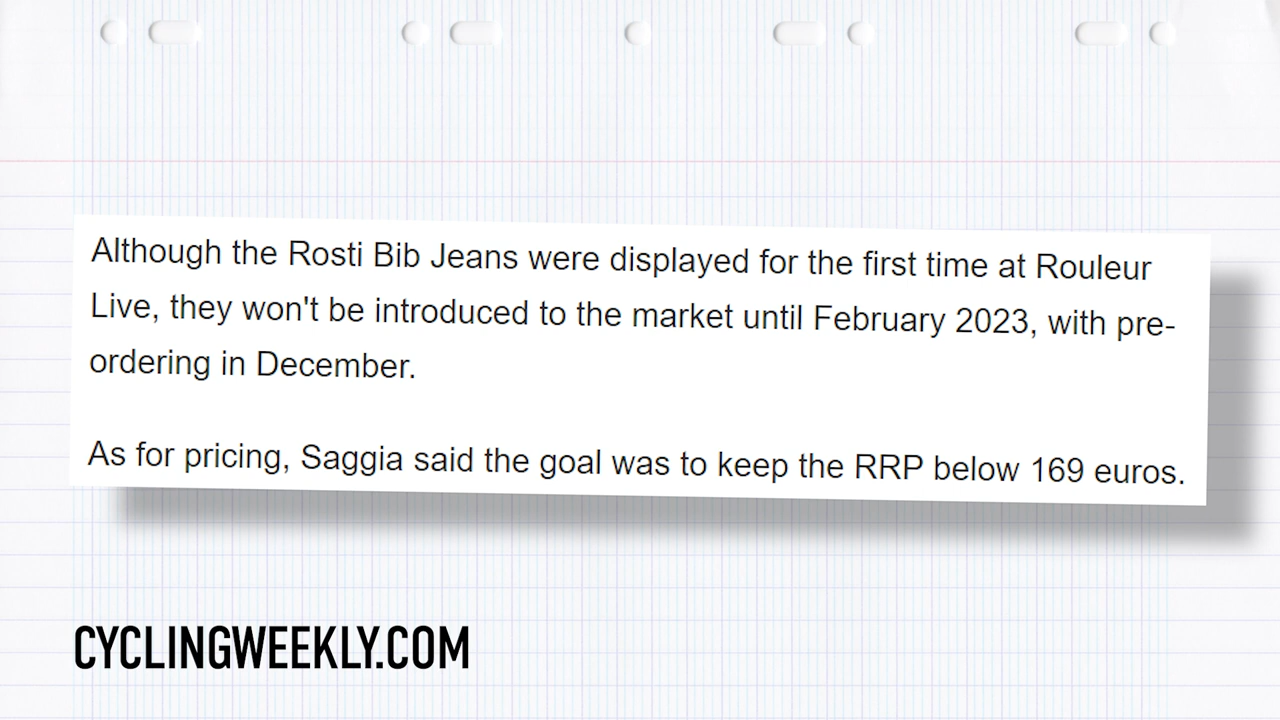 Although the Rosti Bib Jeans were displayed for the first time at Rouleur
Live, they won't be introduced to the market until February 2023, with pre-
ordering in December.
As for pricing, Saggia said the goal was to keep the RRP below 169 euros.
CYCLINGWEEKLY.COM